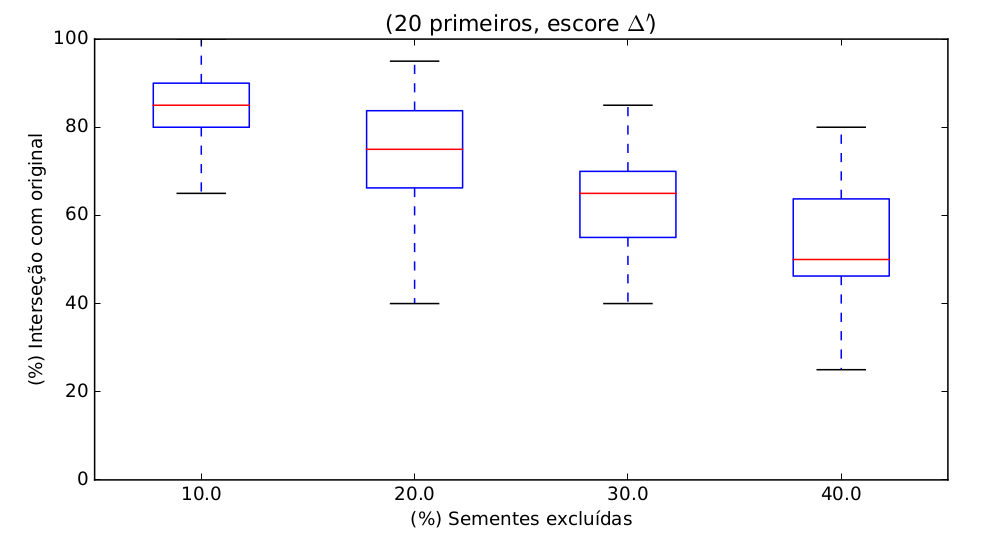 (20 primeiros, escore Δ′)
100
80
60
40
20
0
(%) Interseção com original
10.0 20.0 30.0 40.0
(%) Sementes excluídas